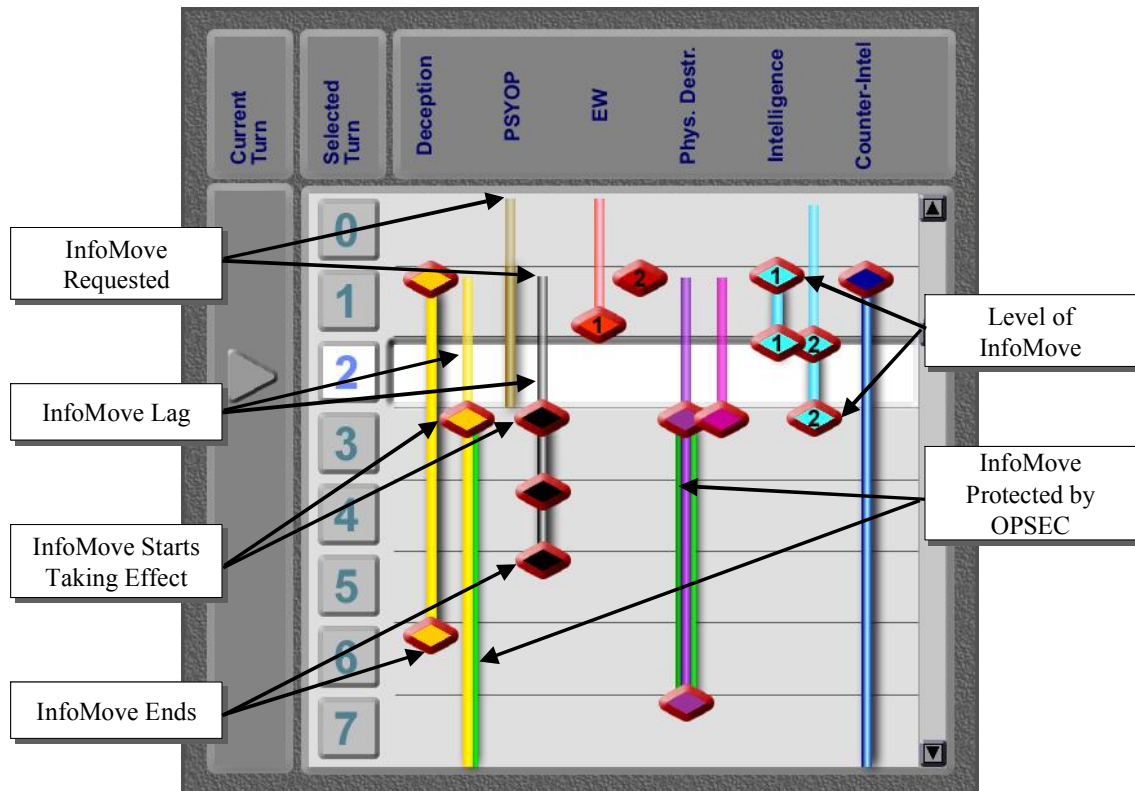 Current
Turn
Selected
Turn
Deception
PSYOP
EW
Phys. Destr.
Intelligence
Counter-Intel
0
1
2
3
4
5
6
7
InfoMove
Requested
InfoMove Lag
InfoMove Starts
Taking Effect
InfoMove Ends
1
2
1
1
2
2
Level of
InfoMove
InfoMove
Protected by
OPSEC